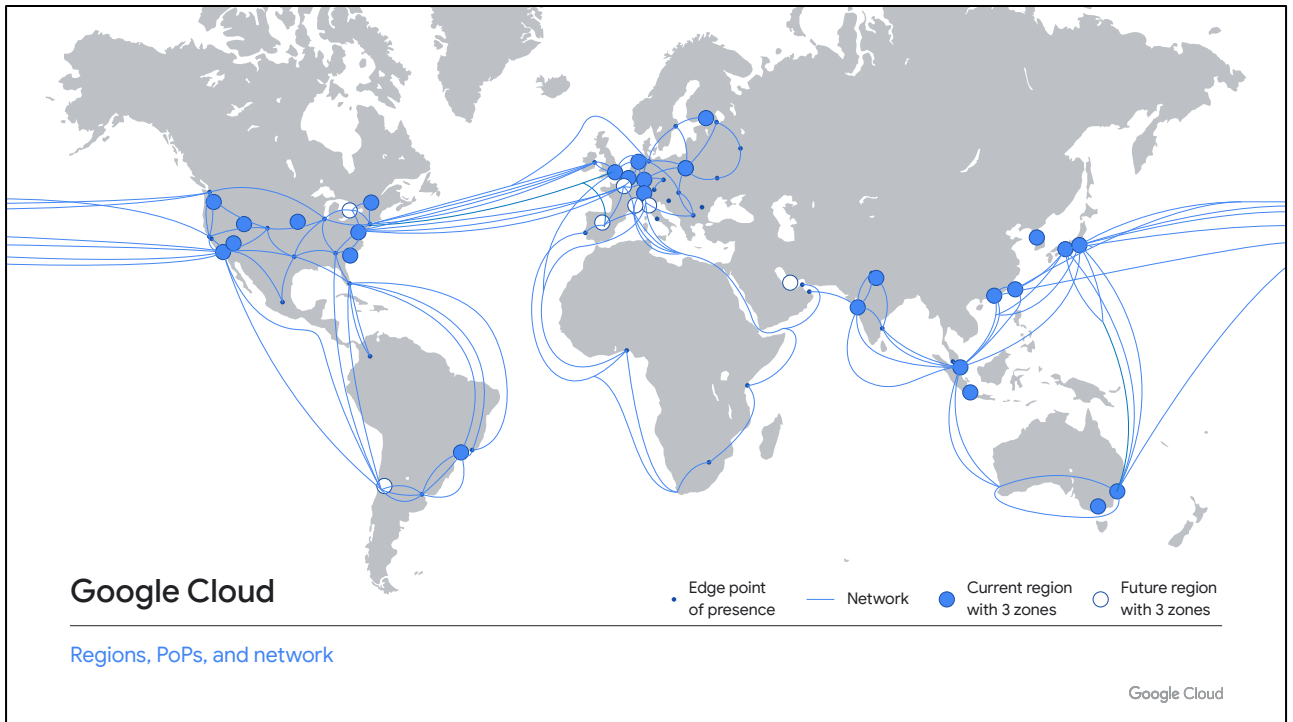 Google Cloud
Edge point
of presence
Network
Current region
with 3 zones
Future region
with 3 zones
Regions, PoPs, and network
Google Cloud